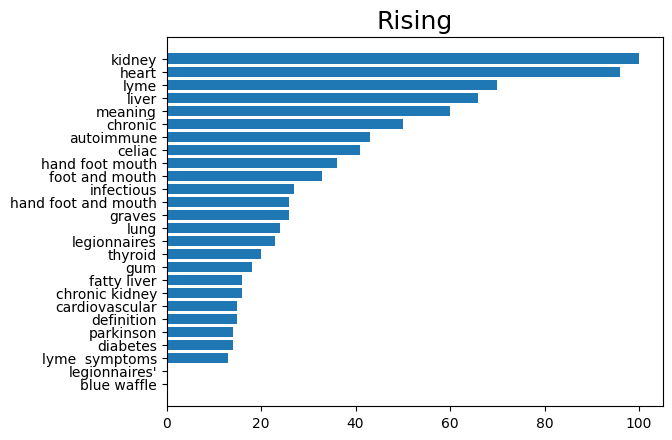 Rising
kidney
heart
lyme
liver
meaning
chronic
autoimmune
celiac
hand foot mouth
foot and mouth
infectious
hand foot and mouth
graves
lung
legionnaires
thyroid
gum
fatty liver
chronic kidney
cardiovascular
definition
parkinson
diabetes
lyme  symptoms
legionnaires'
blue waffle
0 20 40 60 80 100